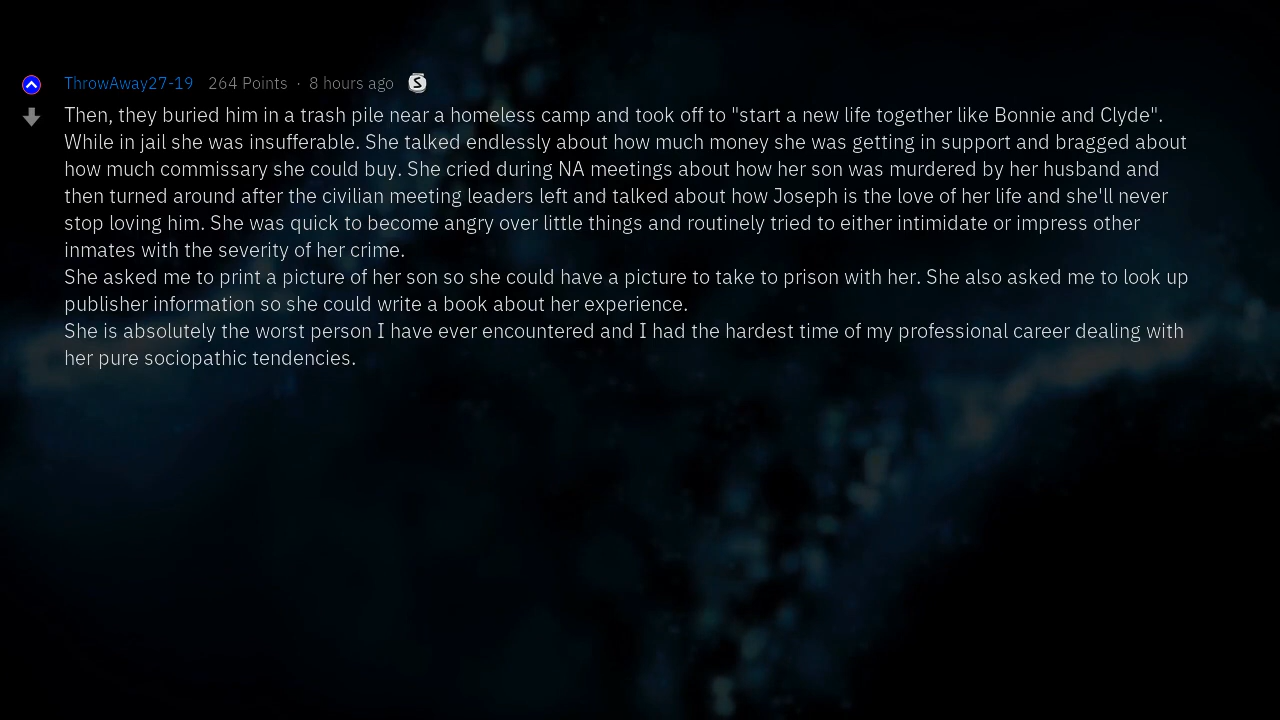 ThrowAway27-19 264 Points · 8 hours ago
Then, they buried him in a trash pile near a homeless camp and took off to "start a new life together like Bonnie and Clyde".
While in jail she was insufferable. She talked endlessly about how much money she was getting in support and bragged about
how much commissary she could buy. She cried during NA meetings about how her son was murdered by her husband and
then turned around after the civilian meeting leaders left and talked about how Joseph is the love of her life and she'll never
stop loving him. She was quick to become angry over little things and routinely tried to either intimidate or impress other
inmates with the severity of her crime.
She asked me to print a picture of her son so she could have a picture to take to prison with her. She also asked me to look up
publisher information so she could write a book about her experience.
She is absolutely the worst person I have ever encountered and I had the hardest time of my professional career dealing with
her pure sociopathic tendencies.